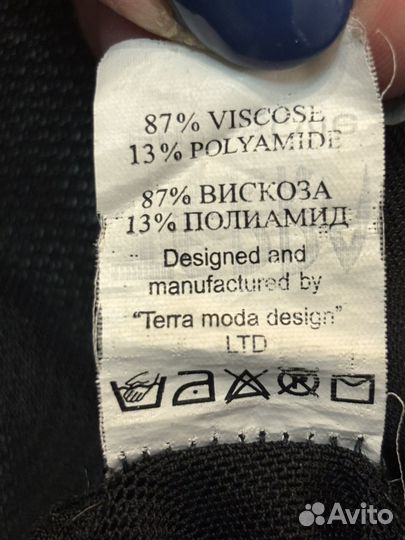 87% VISCOSE
13% POLYAMIDE
87% ВИСКОЗА
13% ПОЛИАМИД
Designed and
manufactured by
"Terra moda design"
LTD
Avito